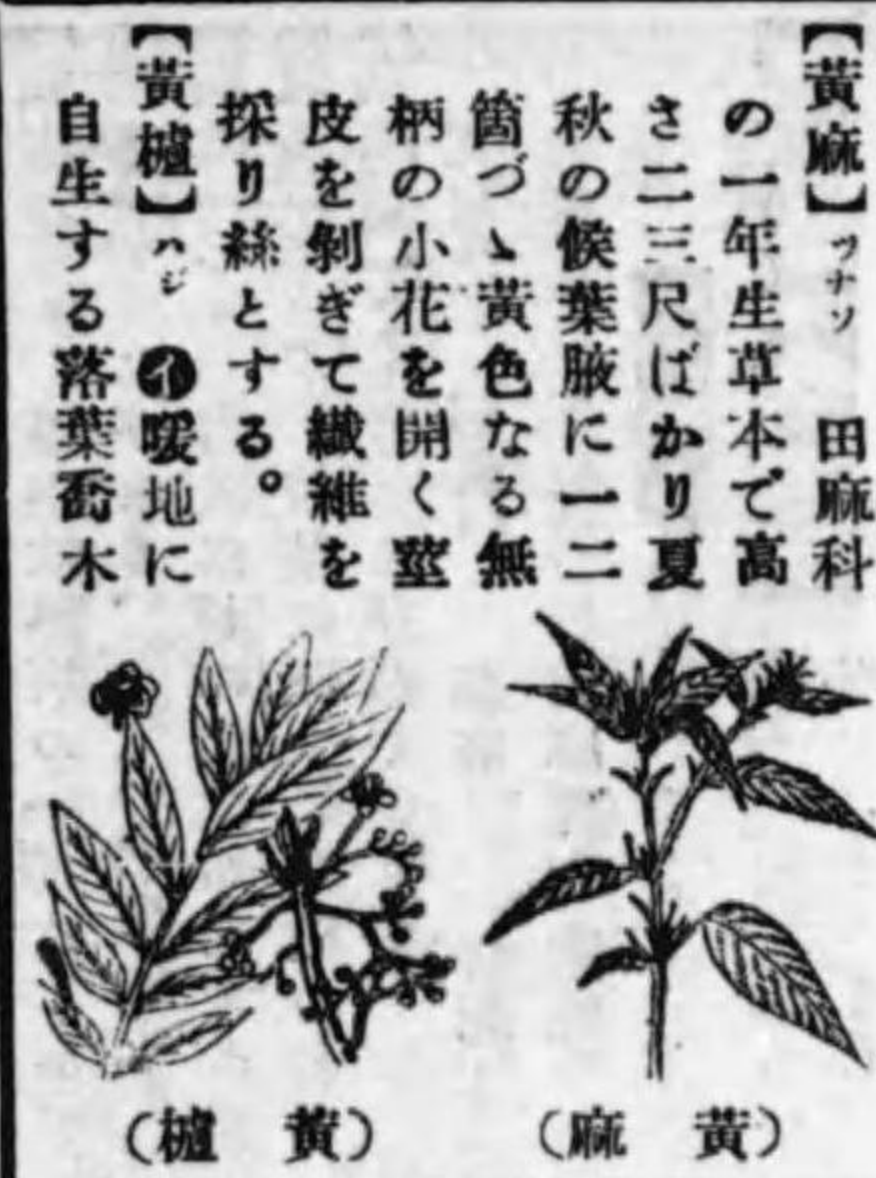 【黃麻】ツナソ 田麻科
の一年生草本で高
さ二三尺ばかり夏
秋の候葉腋に一二
箇づゝ黃色なる無
柄の小花を開く莖
皮を剝ぎて纖維を
採り絲とする。
【黃櫨】ハジ ㋑暖地に
自生する落葉喬木
(黃麻)
(黃櫨)